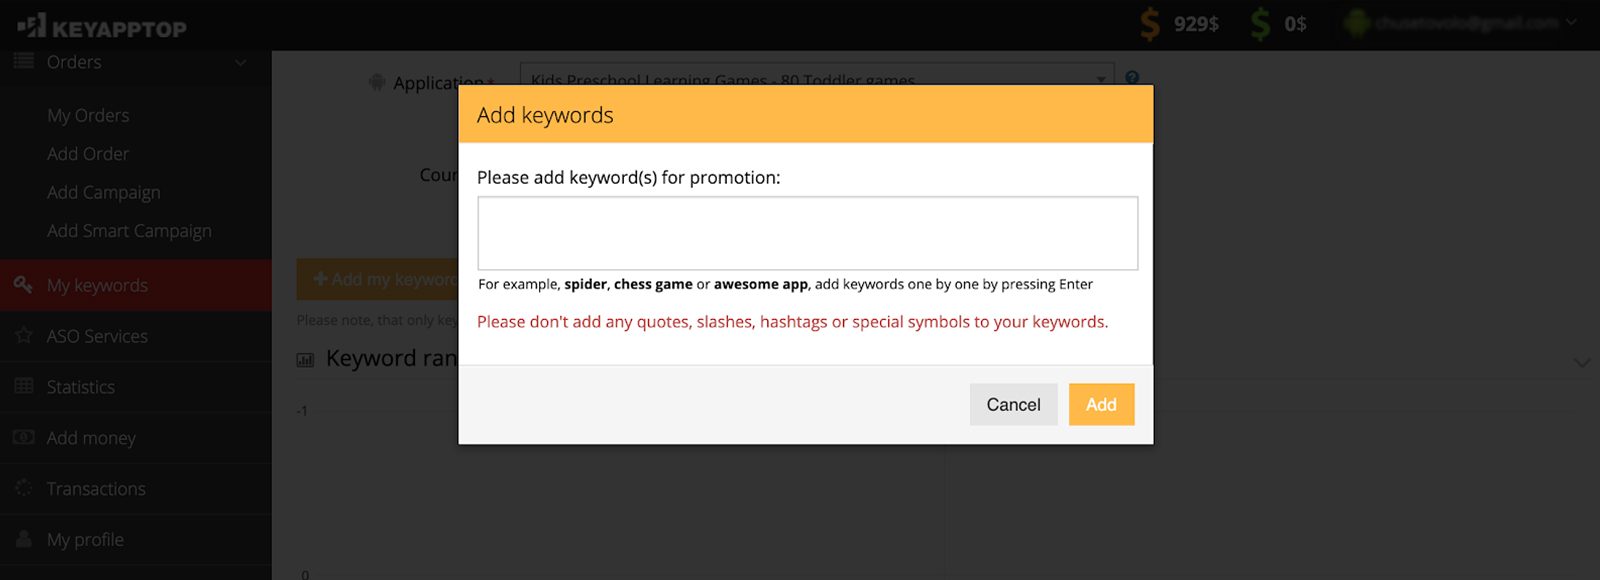 KEYAPPTOP
929$
0$
Orders
My Orders
Add Order
Add Campaign
Add Smart Campaign
My keywords
ASO Services
Statistics
Add money
Transactions
My profile
Application*
Kids Preschool Learning Games - 80 Toddler games
?
Add keywords
Please add keyword(s) for promotion:
For example, spider, chess game or awesome app, add keywords one by one by pressing Enter
Please don't add any quotes, slashes, hashtags or special symbols to your keywords.
Cancel
Add
+ Add my keyword
Please note, that only
Keyword
-1
0